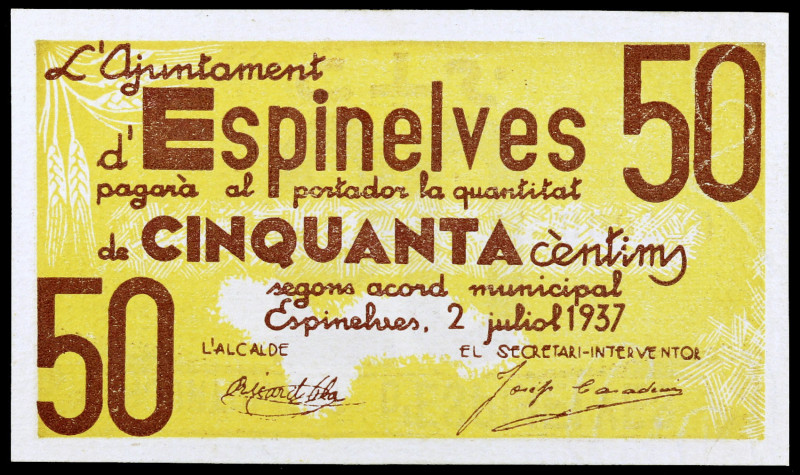 L'Ajuntament
50
d'Espinelves
pagarà al portador la quantitat
de CINQUANTA cèntims
segons acord municipal
50
Espinelves, 2 juliol 1937
L'ALCALDE
EL SECRETARI-INTERVENTOR
Josep